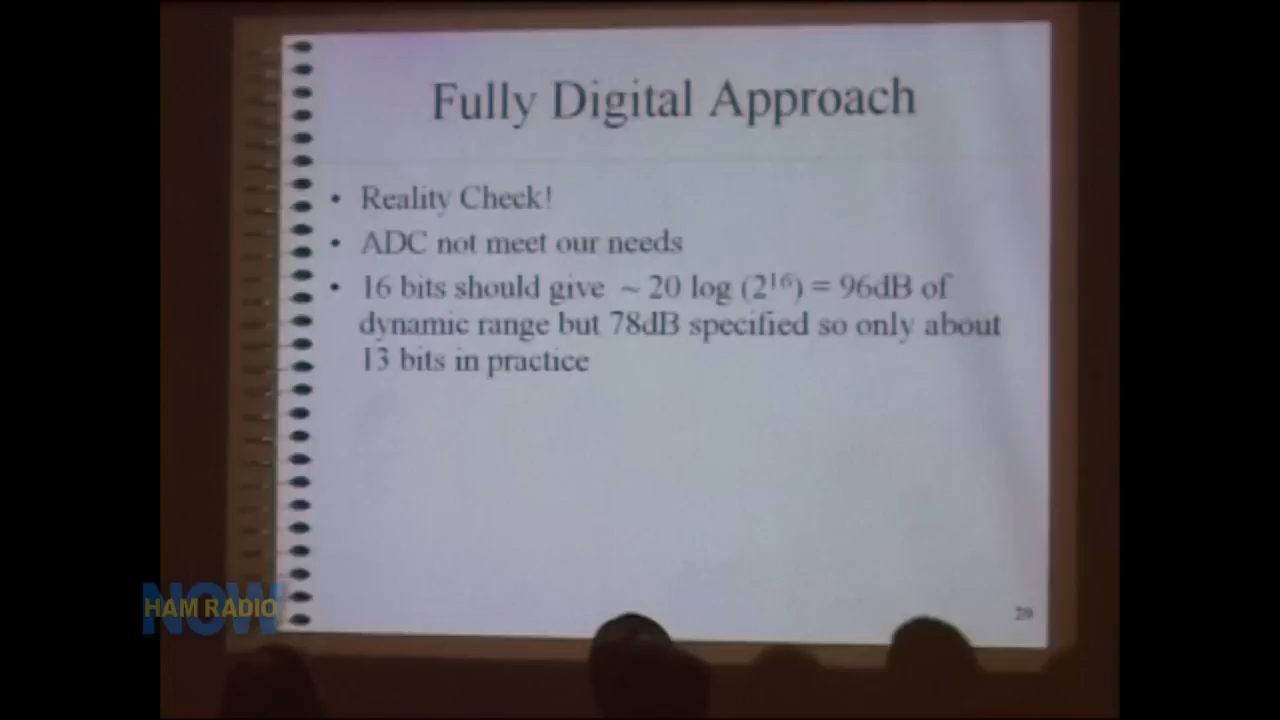 Fully Digital Approach
• Reality Check!
• ADC not meet our needs
• 16 bits should give ~ 20 log (2¹⁶) = 96dB of
dynamic range but 78dB specified so only about
13 bits in practice
NOW
HAM RADIO